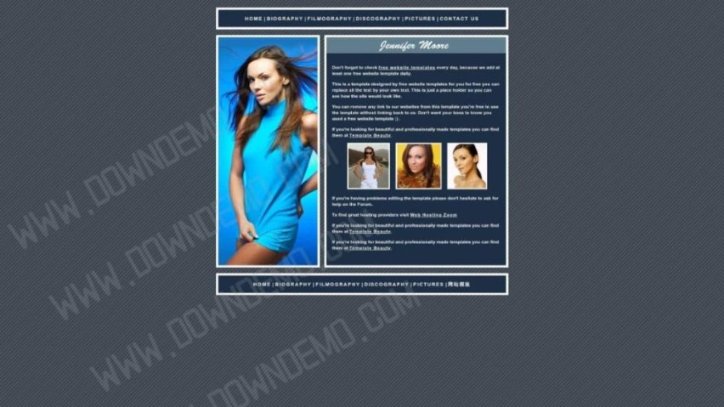 HOME | BIOGRAPHY | FILMOGRAPHY | DISCOGRAPHY | PICTURES | CONTACT US
Jennifer Moore
Don't forget to check free website templates every day, because we add at
least one free website template daily.
This is a template designed by free website templates for you for free you can
replace all the text by your own text. This is just a place holder so you can
see how the site would look like.
You can remove any link to our websites from this template you're free to use
the template without linking back to us. Don't want your boss to know you
used a free website template :).
If you're looking for beautiful and professionally made templates you can find
them at Template Beauty.
If you're having problems editing the template please don't hesitate to ask for
help on the Forum.
To find great hosting providers visit Web Hosting Zoom
If you're looking for beautiful and professionally made templates you can find
them at Template Beauty.
If you're looking for beautiful and professionally made templates you can find
them at Template Beauty.
HOME | BIOGRAPHY | FILMOGRAPHY | DISCOGRAPHY | PICTURES | 网站模板
WWW.DOWNDEMO.COM
WWW.DOWNDEMO.COM
WWW.DOWNDEMO.COM